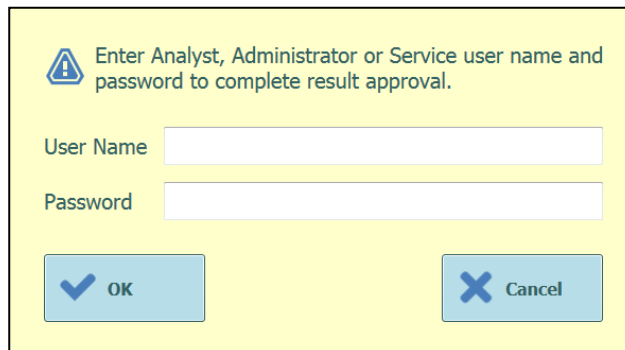 Enter Analyst, Administrator or Service user name and
password to complete result approval.
User Name
Password
OK
Cancel